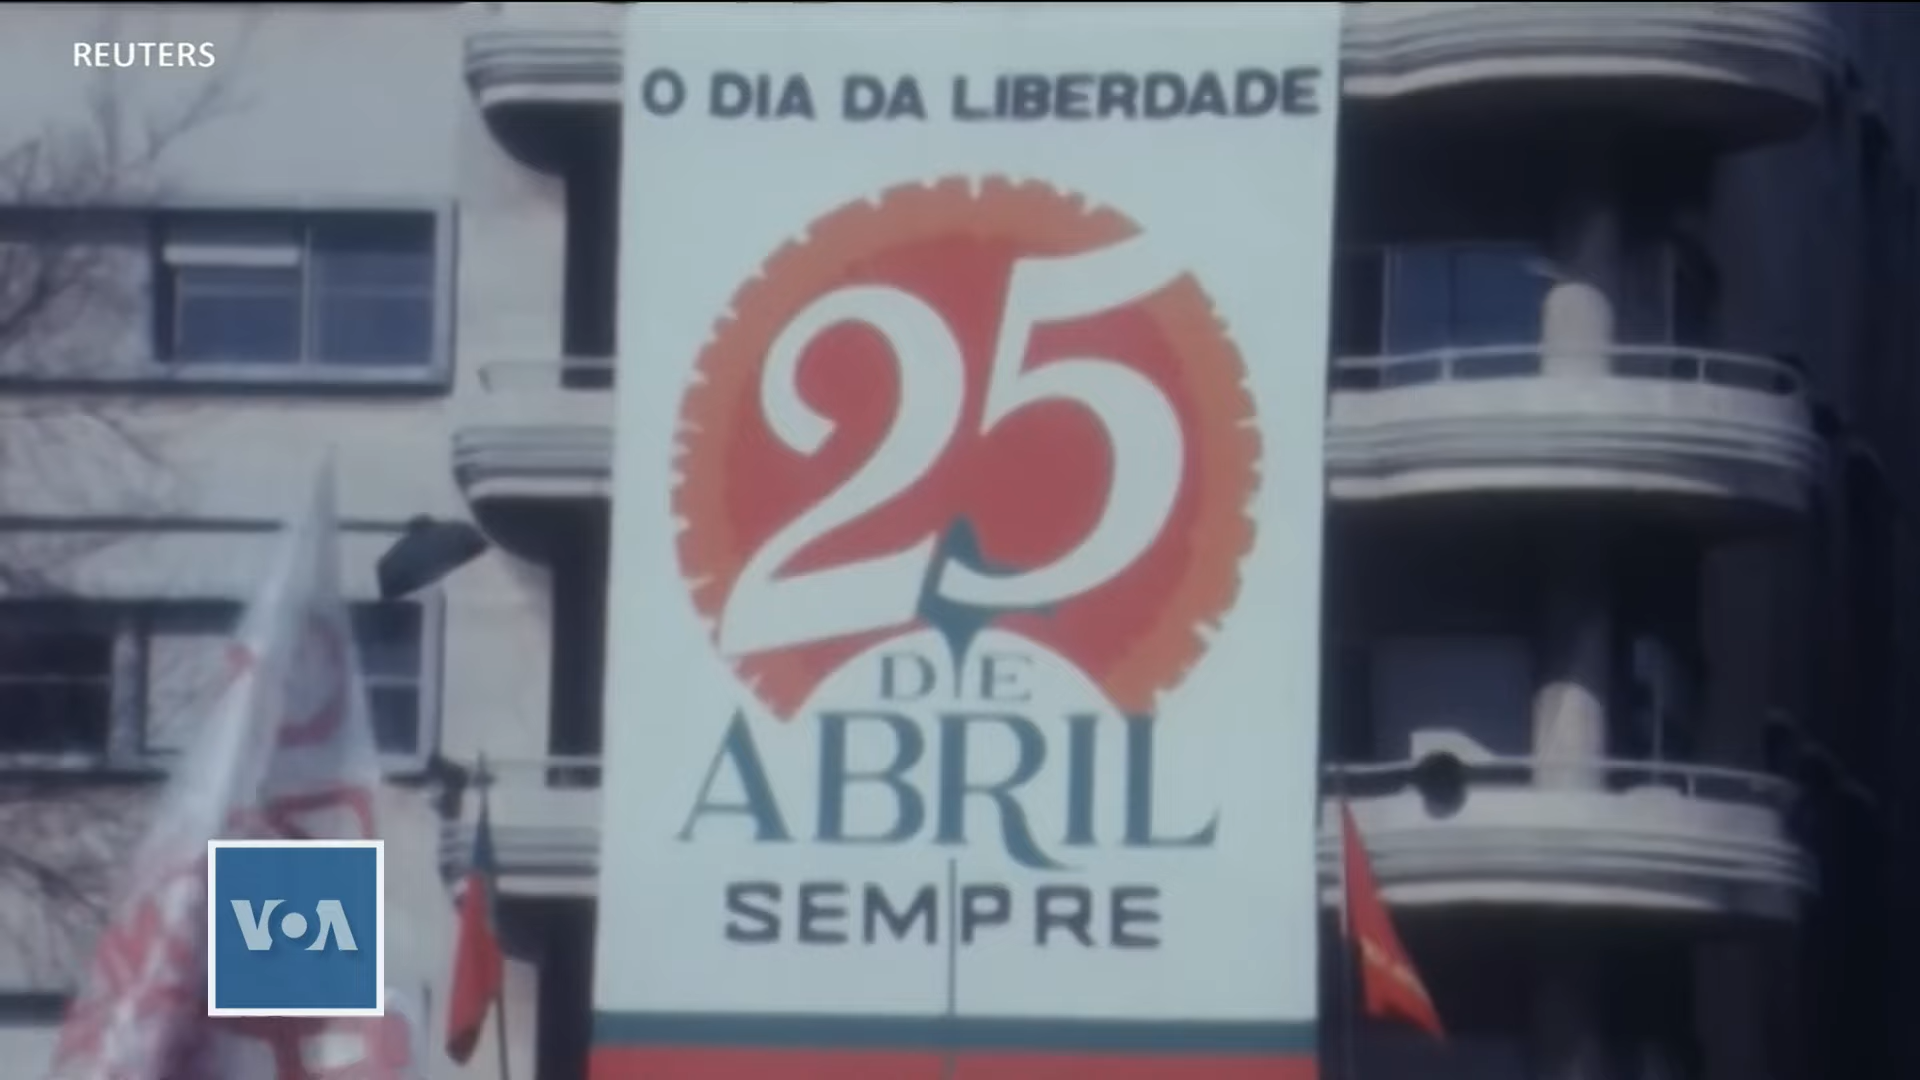 REUTERS
O DIA DA LIBERDADE
25
DE
ABRIL
SEMPRE
VOA